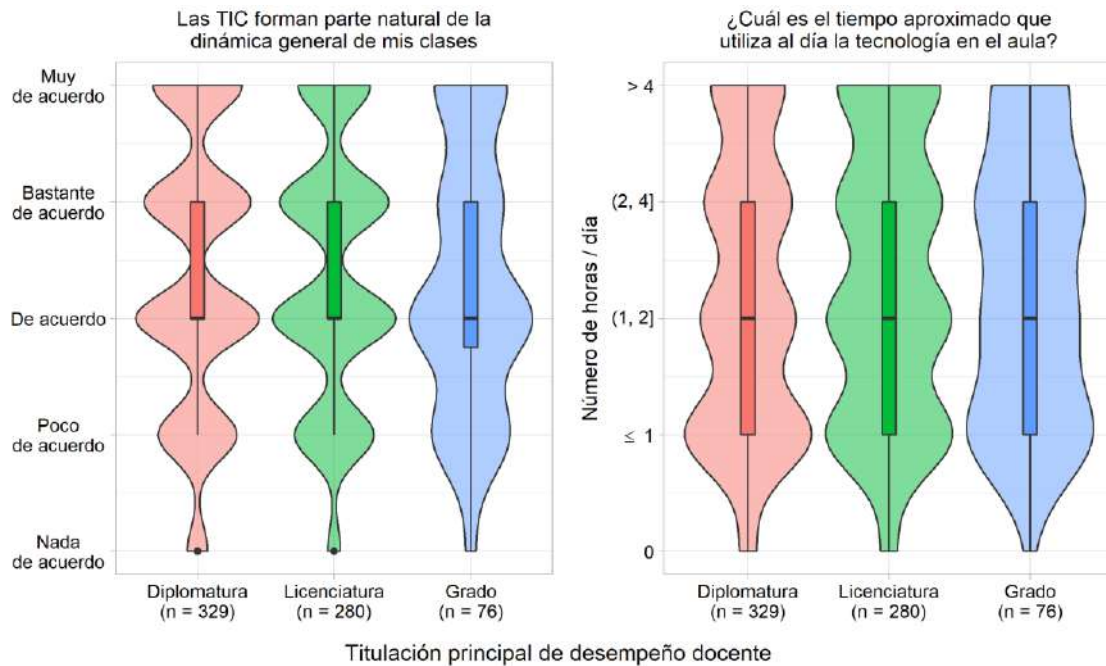 Las TIC forman parte natural de la
dinámica general de mis clases
Muy
de acuerdo
Bastante
de acuerdo
De acuerdo
Poco
de acuerdo
Nada
de acuerdo
Diplomatura
(n = 329)
Licenciatura
(n = 280)
Grado
(n = 76)
¿Cuál es el tiempo aproximado que
utiliza al día la tecnología en el aula?
Número de horas / día
> 4
(2, 4]
(1, 2]
≤ 1
0
Diplomatura
(n = 329)
Licenciatura
(n = 280)
Grado
(n = 76)
Titulación principal de desempeño docente